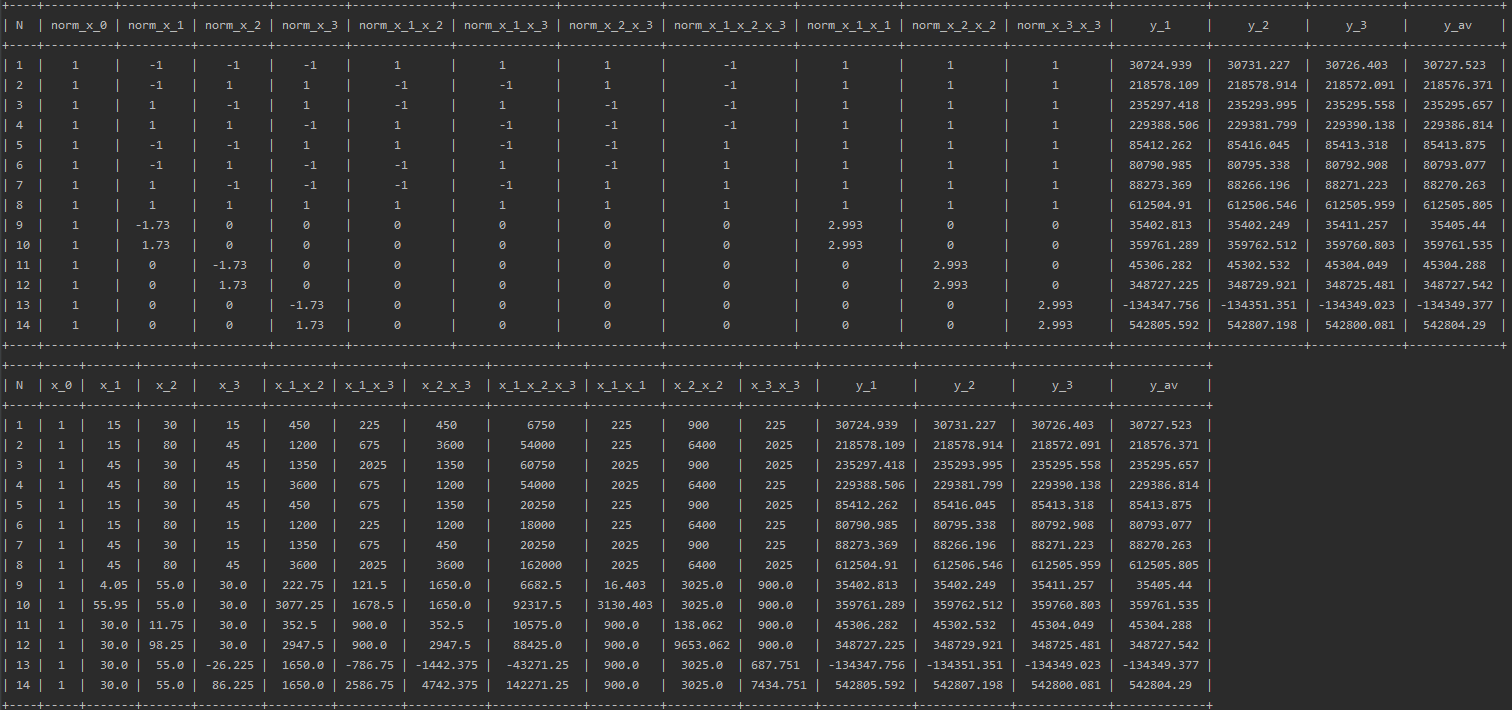 | N | norm_x_0 | norm_x_1 | norm_x_2 | norm_x_3 | norm_x_1_x_2 | norm_x_1_x_3 | norm_x_2_x_3 | norm_x_1_x_2_x_3 | norm_x_1_x_1 | norm_x_2_x_2 | norm_x_3_x_3 | y_1 | y_2 | y_3 | y_av |
| 1 | 1 | -1 | -1 | -1 | 1 | 1 | 1 | -1 | 1 | 1 | 1 | 30724.939 | 30731.227 | 30726.403 | 30727.523 |
| 2 | 1 | -1 | 1 | 1 | -1 | -1 | 1 | -1 | 1 | 1 | 1 | 218578.109 | 218578.914 | 218572.091 | 218576.371 |
| 3 | 1 | 1 | -1 | 1 | -1 | 1 | -1 | -1 | 1 | 1 | 1 | 235297.418 | 235293.995 | 235295.558 | 235295.657 |
| 4 | 1 | 1 | 1 | -1 | 1 | -1 | -1 | -1 | 1 | 1 | 1 | 229388.506 | 229381.799 | 229390.138 | 229386.814 |
| 5 | 1 | -1 | -1 | 1 | 1 | -1 | -1 | 1 | 1 | 1 | 1 | 85412.262 | 85416.045 | 85413.318 | 85413.875 |
| 6 | 1 | -1 | 1 | -1 | -1 | 1 | -1 | 1 | 1 | 1 | 1 | 80790.985 | 80795.338 | 80792.908 | 80793.077 |
| 7 | 1 | 1 | -1 | -1 | -1 | -1 | 1 | 1 | 1 | 1 | 1 | 88273.369 | 88266.196 | 88271.223 | 88270.263 |
| 8 | 1 | 1 | 1 | 1 | 1 | 1 | 1 | 1 | 1 | 1 | 1 | 612504.91 | 612506.546 | 612505.959 | 612505.805 |
| 9 | 1 | -1.73 | 0 | 0 | 0 | 0 | 0 | 0 | 2.993 | 0 | 0 | 35402.813 | 35402.249 | 35411.257 | 35405.44 |
| 10 | 1 | 1.73 | 0 | 0 | 0 | 0 | 0 | 0 | 2.993 | 0 | 0 | 359761.289 | 359762.512 | 359760.803 | 359761.535 |
| 11 | 1 | 0 | -1.73 | 0 | 0 | 0 | 0 | 0 | 0 | 2.993 | 0 | 45306.282 | 45302.532 | 45304.049 | 45304.288 |
| 12 | 1 | 0 | 1.73 | 0 | 0 | 0 | 0 | 0 | 0 | 2.993 | 0 | 348727.225 | 348729.921 | 348725.481 | 348727.542 |
| 13 | 1 | 0 | 0 | -1.73 | 0 | 0 | 0 | 0 | 0 | 0 | 2.993 | -134347.756 | -134351.351 | -134349.023 | -134349.377 |
| 14 | 1 | 0 | 0 | 1.73 | 0 | 0 | 0 | 0 | 0 | 0 | 2.993 | 542805.592 | 542807.198 | 542800.081 | 542804.29 |
| N | x_0 | x_1 | x_2 | x_3 | x_1_x_2 | x_1_x_3 | x_2_x_3 | x_1_x_2_x_3 | x_1_x_1 | x_2_x_2 | x_3_x_3 | y_1 | y_2 | y_3 | y_av |
| 1 | 1 | 15 | 30 | 15 | 450 | 225 | 450 | 6750 | 225 | 900 | 225 | 30724.939 | 30731.227 | 30726.403 | 30727.523 |
| 2 | 1 | 15 | 80 | 45 | 1200 | 675 | 3600 | 54000 | 225 | 6400 | 2025 | 218578.109 | 218578.914 | 218572.091 | 218576.371 |
| 3 | 1 | 45 | 30 | 45 | 1350 | 2025 | 1350 | 60750 | 2025 | 900 | 2025 | 235297.418 | 235293.995 | 235295.558 | 235295.657 |
| 4 | 1 | 45 | 80 | 15 | 3600 | 675 | 1200 | 54000 | 2025 | 6400 | 225 | 229388.506 | 229381.799 | 229390.138 | 229386.814 |
| 5 | 1 | 15 | 30 | 45 | 450 | 675 | 1350 | 20250 | 225 | 900 | 2025 | 85412.262 | 85416.045 | 85413.318 | 85413.875 |
| 6 | 1 | 15 | 80 | 15 | 1200 | 225 | 1200 | 18000 | 225 | 6400 | 225 | 80790.985 | 80795.338 | 80792.908 | 80793.077 |
| 7 | 1 | 45 | 30 | 15 | 1350 | 675 | 450 | 20250 | 2025 | 900 | 225 | 88273.369 | 88266.196 | 88271.223 | 88270.263 |
| 8 | 1 | 45 | 80 | 45 | 3600 | 2025 | 3600 | 162000 | 2025 | 6400 | 2025 | 612504.91 | 612506.546 | 612505.959 | 612505.805 |
| 9 | 1 | 4.05 | 55.0 | 30.0 | 222.75 | 121.5 | 1650.0 | 6682.5 | 16.403 | 3025.0 | 900.0 | 35402.813 | 35402.249 | 35411.257 | 35405.44 |
| 10 | 1 | 55.95 | 55.0 | 30.0 | 3077.25 | 1678.5 | 1650.0 | 92317.5 | 3130.403 | 3025.0 | 900.0 | 359761.289 | 359762.512 | 359760.803 | 359761.535 |
| 11 | 1 | 30.0 | 11.75 | 30.0 | 352.5 | 900.0 | 352.5 | 10575.0 | 900.0 | 138.062 | 900.0 | 45306.282 | 45302.532 | 45304.049 | 45304.288 |
| 12 | 1 | 30.0 | 98.25 | 30.0 | 2947.5 | 900.0 | 2947.5 | 88425.0 | 900.0 | 9653.062 | 900.0 | 348727.225 | 348729.921 | 348725.481 | 348727.542 |
| 13 | 1 | 30.0 | 55.0 | -26.225 | 1650.0 | -786.75 | -1442.375 | -43271.25 | 900.0 | 3025.0 | 687.751 | -134347.756 | -134351.351 | -134349.023 | -134349.377 |
| 14 | 1 | 30.0 | 55.0 | 86.225 | 1650.0 | 2586.75 | 4742.375 | 142271.25 | 900.0 | 3025.0 | 7434.751 | 542805.592 | 542807.198 | 542800.081 | 542804.29 |